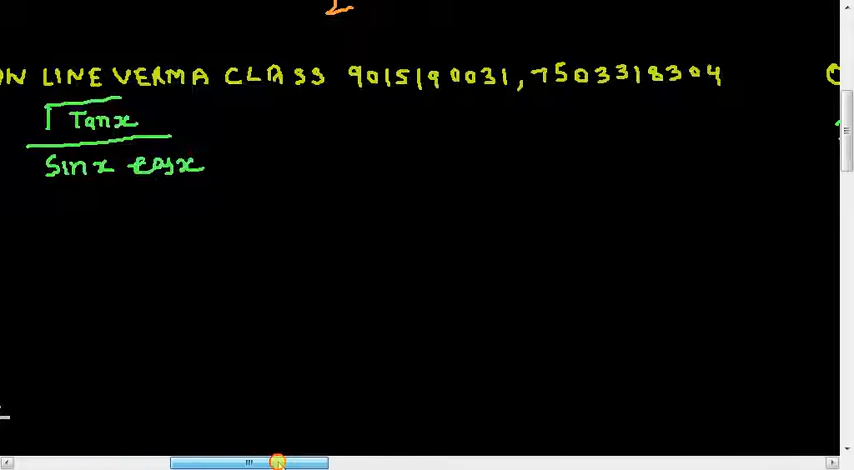 ON LINE VERMA CLASS 9015190031,7503318304
√Tanx
Sinx cosx